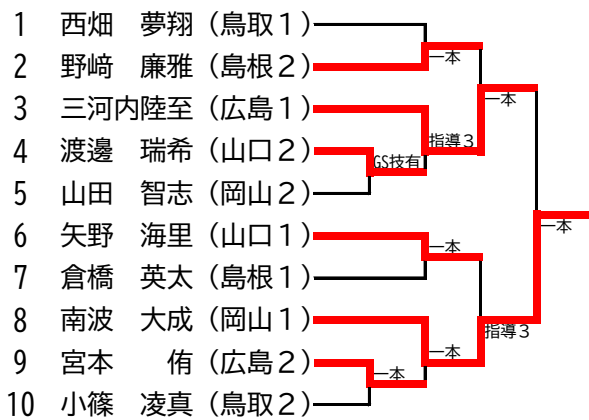 1 西畑 夢翔(鳥取１)
一本
2 野﨑 廉雅(島根２)
一本
3 三河内陸至(広島１)
指導３
4 渡邊 瑞希(山口２)
GS技有
5 山田 智志(岡山２)
一本
6 矢野 海里(山口１)
一本
7 倉橋 英太(島根１)
8 南波 大成(岡山１)
指導３
一本
9 宮本 侑(広島２)
一本
10 小篠 凌真(鳥取２)